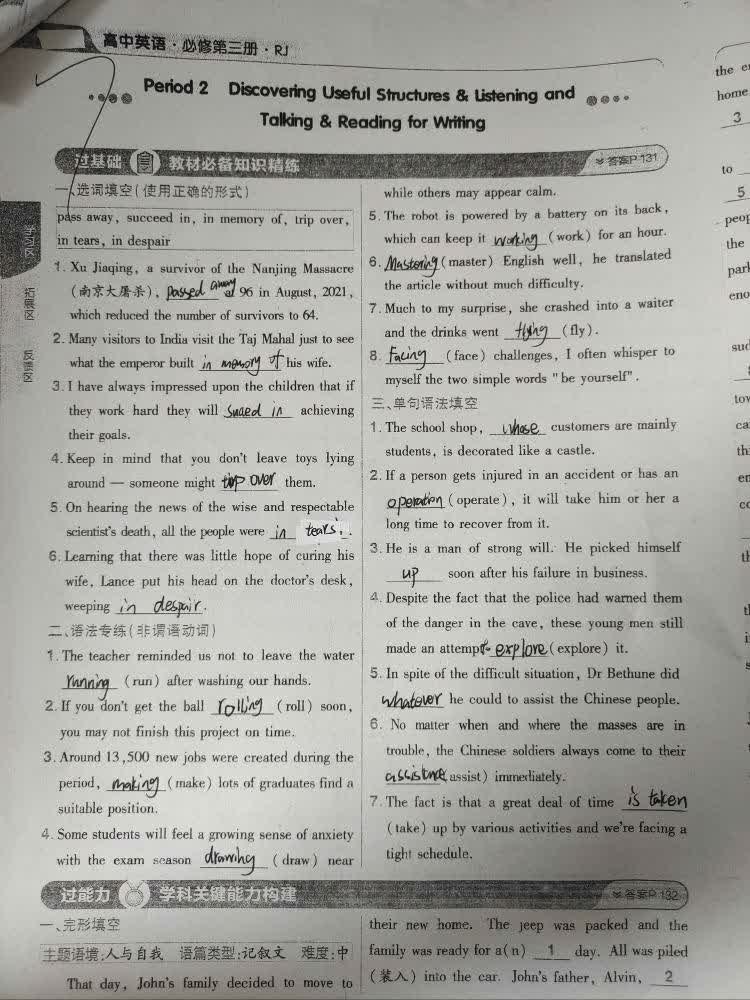 高中英语·必修第三册·RJ
Period 2 Discovering Useful Structures & Listening and
Talking & Reading for Writing
过基础 教材必备知识精练 答案P.131
学习区
拓展区
反馈区
一、选词填空(使用正确的形式)
pass away, succeed in, in memory of, trip over,
in tears, in despair
1. Xu Jiaqing, a survivor of the Nanjing Massacre
(南京大屠杀), passed away at 96 in August, 2021,
which reduced the number of survivors to 64.
2. Many visitors to India visit the Taj Mahal just to see
what the emperor built in memory of his wife.
3. I have always impressed upon the children that if
they work hard they will in achieving
their goals.
4. Keep in mind that you don't leave toys lying
around — someone might trip over them.
5. On hearing the news of the wise and respectable
scientist's death, all the people were in tears.
6. Learning that there was little hope of curing his
wife, Lance put his head on the doctor's desk,
weeping in despair.
二、语法专练(非谓语动词)
1. The teacher reminded us not to leave the water
running (run) after washing our hands.
2. If you don't get the ball rolling (roll) soon,
you may not finish this project on time.
3. Around 13,500 new jobs were created during the
period, making (make) lots of graduates find a
suitable position.
4. Some students will feel a growing sense of anxiety
with the exam season drawing (draw) near
while others may appear calm.
5. The robot is powered by a battery on its back,
which can keep it working (work) for an hour.
6. Mastering (master) English well, he translated
the article without much difficulty.
7. Much to my surprise, she crashed into a waiter
and the drinks went flying (fly).
8. Facing (face) challenges, I often whisper to
myself the two simple words "be yourself".
三、单句语法填空
1. The school shop, whose customers are mainly
students, is decorated like a castle.
2. If a person gets injured in an accident or has an
operation (operate), it will take him or her a
long time to recover from it.
3. He is a man of strong will. He picked himself
up soon after his failure in business.
4. Despite the fact that the police had warned them
of the danger in the cave, these young men still
made an attempt to explore (explore) it.
5. In spite of the difficult situation, Dr Bethune did
whatever he could to assist the Chinese people.
6. No matter when and where the masses are in
trouble, the Chinese soldiers always come to their
assistance assist) immediately.
7. The fact is that a great deal of time is taken
(take) up by various activities and we're facing a
tight schedule.
过能力 学科关键能力构建 答案P.132
一、完形填空
主题语境:人与自我 语篇类型:记叙文 难度:中
That day, John's family decided to move to
their new home. The jeep was packed and the
family was ready for a(n) 1 day. All was piled
(装入) into the car. John's father, Alvin, 2
home
3
to
5
the